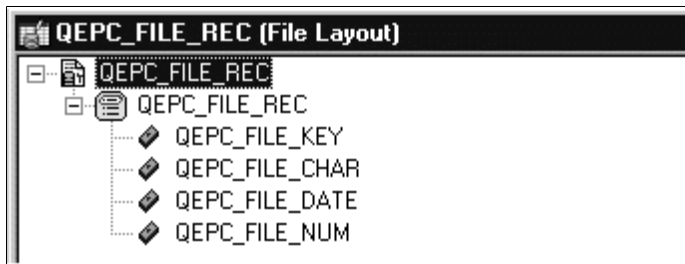 QEPC_FILE_REC (File Layout)
QEPC_FILE_REC
QEPC_FILE_REC
QEPC_FILE_KEY
QEPC_FILE_CHAR
QEPC_FILE_DATE
QEPC_FILE_NUM